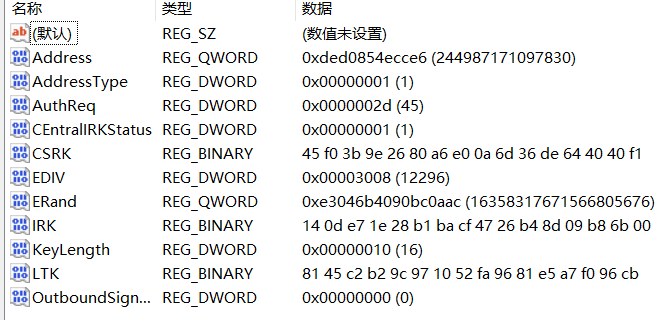 名称 类型 数据
(默认) REG_SZ (数值未设置)
Address REG_QWORD 0xded0854ecce6 (244987171097830)
AddressType REG_DWORD 0x00000001 (1)
AuthReq REG_DWORD 0x0000002d (45)
CEntralIRKStatus REG_DWORD 0x00000001 (1)
CSRK REG_BINARY 45 f0 3b 9e 26 80 a6 e0 0a 6d 36 de 64 40 40 f1
EDIV REG_DWORD 0x00003008 (12296)
ERand REG_QWORD 0xe3046b4090bc0aac (16358317671566805676)
IRK REG_BINARY 14 0d e7 1e 28 b1 ba cf 47 26 b4 8d 09 b8 6b 00
KeyLength REG_DWORD 0x00000010 (16)
LTK REG_BINARY 81 45 c2 b2 9c 97 10 52 fa 96 81 e5 a7 f0 96 cb
OutboundSign... REG_DWORD 0x00000000 (0)